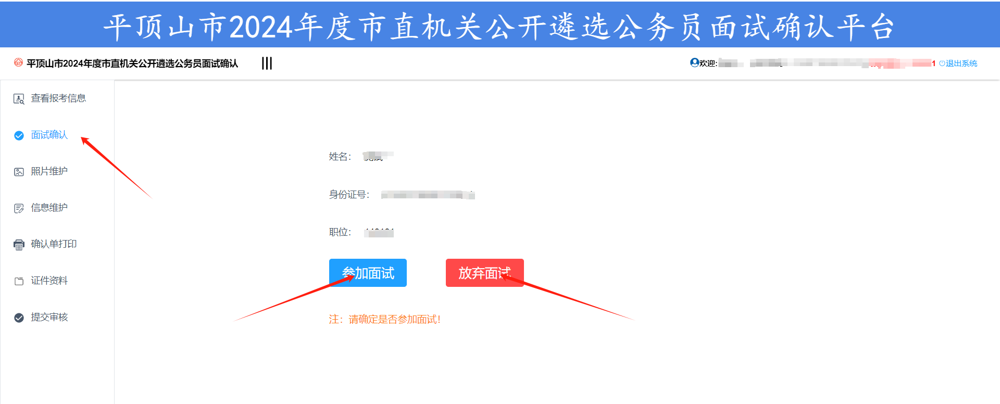 平顶山市2024年度市直机关公开遴选公务员面试确认平台
平顶山市2024年度市直机关公开遴选公务员面试确认
欢迎:
1 退出系统
查看报考信息
面试确认
照片维护
信息维护
确认单打印
证件资料
提交审核
姓名：
身份证号：
职位：
参加面试
放弃面试
注：请确定是否参加面试！